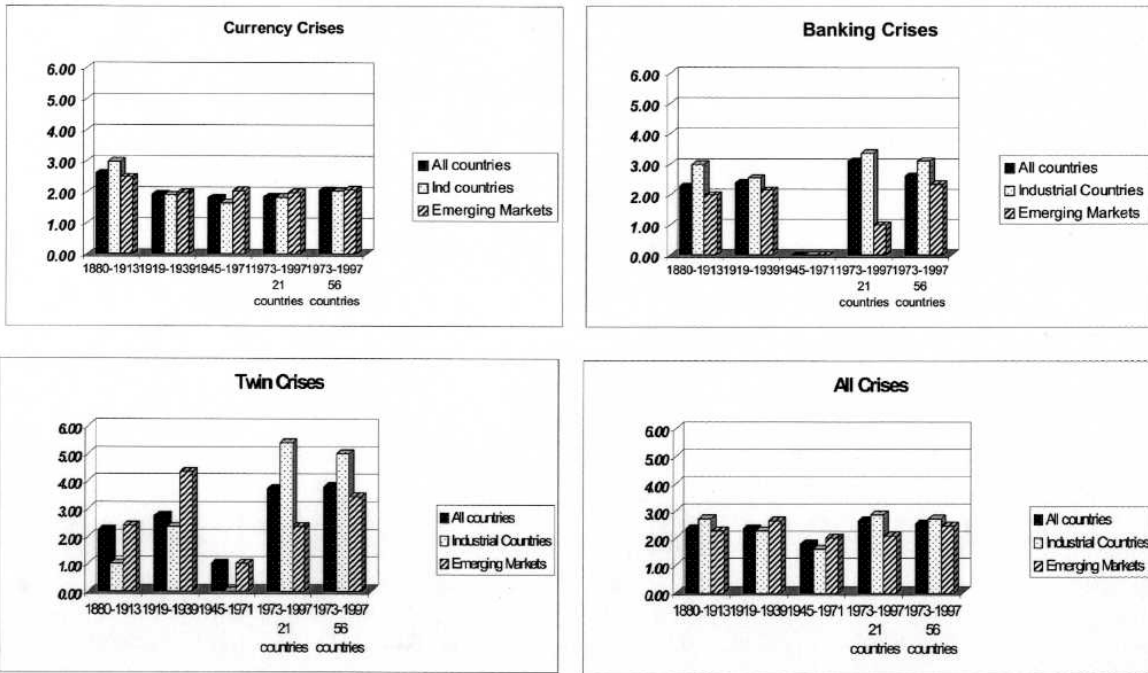 Currency Crises
6.00
5.00
4.00
3.00
2.00
1.00
0.00
1880-1913 1919-1939 1945-1971 1973-1997 1973-1997
21 56
countries countries
All countries
Ind countries
Emerging Markets
Banking Crises
6.00
5.00
4.00
3.00
2.00
1.00
0.00
1880-1913 1919-1939 1945-1971 1973-1997 1973-1997
21 56
countries countries
All countries
Industrial Countries
Emerging Markets
Twin Crises
6.00
5.00
4.00
3.00
2.00
1.00
0.00
1880-1913 1919-1939 1945-1971 1973-1997 1973-1997
21 56
countries countries
All countries
Industrial Countries
Emerging Markets
All Crises
6.00
5.00
4.00
3.00
2.00
1.00
0.00
1880-1913 1919-1939 1945-1971 1973-1997 1973-1997
21 56
countries countries
All countries
Industrial Countries
Emerging Markets